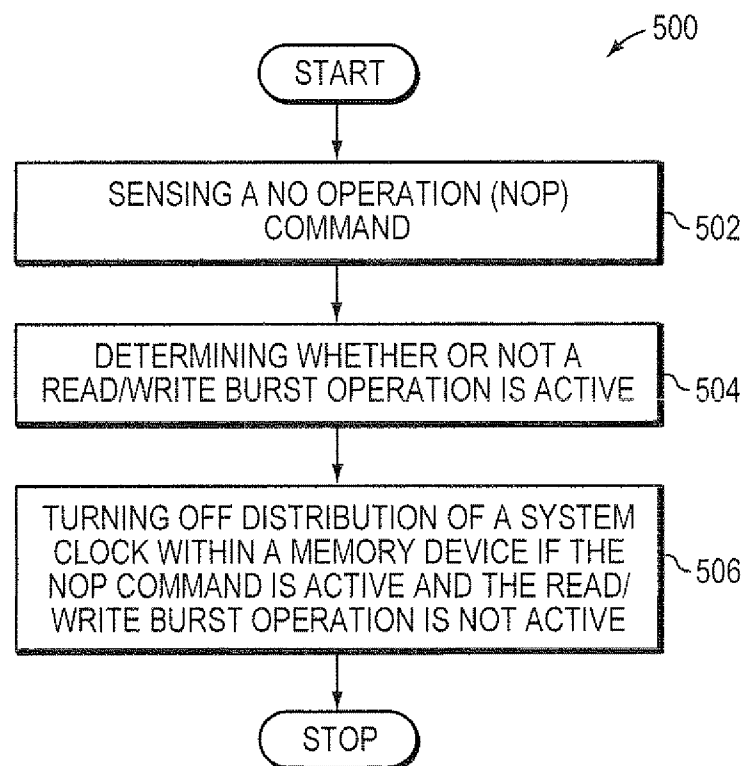 500
START
SENSING A NO OPERATION (NOP)
COMMAND
502
DETERMINING WHETHER OR NOT A
READ/WRITE BURST OPERATION IS ACTIVE
504
TURNING OFF DISTRIBUTION OF A SYSTEM
CLOCK WITHIN A MEMORY DEVICE IF THE
NOP COMMAND IS ACTIVE AND THE READ/
WRITE BURST OPERATION IS NOT ACTIVE
506
STOP